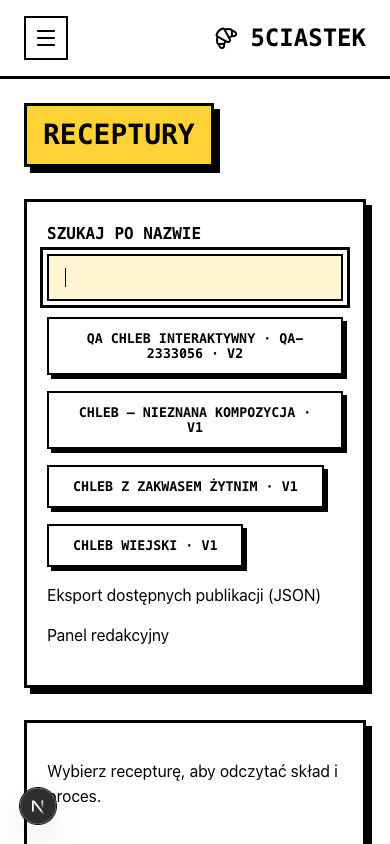 5CIASTEK
RECEPTURY
SZUKAJ PO NAZWIE
QA CHLEB INTERAKTYWNY · QA-
2333056 · V2
CHLEB — NIEZNANA KOMPOZYCJA ·
V1
CHLEB Z ZAKWASEM ŻYTNIM · V1
CHLEB WIEJSKI · V1
Eksport dostępnych publikacji (JSON)
Panel redakcyjny
Wybierz recepturę, aby odczytać skład i
proces.
N